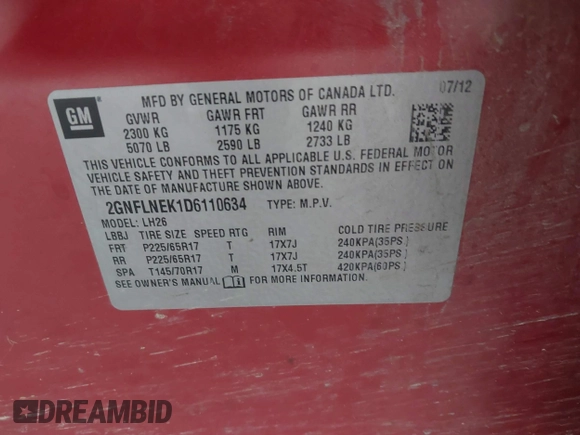 GM
MFD BY GENERAL MOTORS OF CANADA LTD. 07/12
GVWR GAWR FRT GAWR RR
2300 KG 1175 KG 1240 KG
5070 LB 2590 LB 2733 LB
THIS VEHICLE CONFORMS TO ALL APPLICABLE U.S. FEDERAL MOTOR
VEHICLE SAFETY AND THEFT PREVENTION STANDARDS IN EFFECT ON
THE DATE OF MANUFACTURE SHOWN ABOVE.
2GNFLNEK1D6110634 TYPE: M.P.V.
MODEL: LH26
LBBJ TIRE SIZE SPEED RTG RIM COLD TIRE PRESSURE
FRT P225/65R17 T 17X7J 240KPA(35PS )
RR P225/65R17 T 17X7J 240KPA(35PS )
SPA T145/70R17 M 17X4.5T 420KPA(60PS )
SEE OWNER'S MANUAL FOR MORE INFORMATION.
DREAMBID